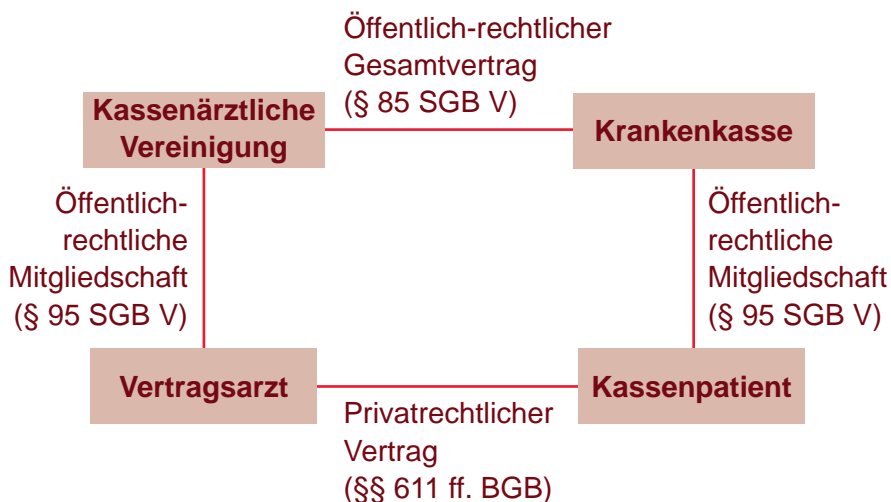 Öffentlich-rechtlicher
Gesamtvertrag
(§ 85 SGB V)
Kassenärztliche
Vereinigung
Krankenkasse
Öffentlich-
rechtliche
Mitgliedschaft
(§ 95 SGB V)
Öffentlich-
rechtliche
Mitgliedschaft
(§ 95 SGB V)
Vertragsarzt
Kassenpatient
Privatrechtlicher
Vertrag
(§§ 611 ff. BGB)